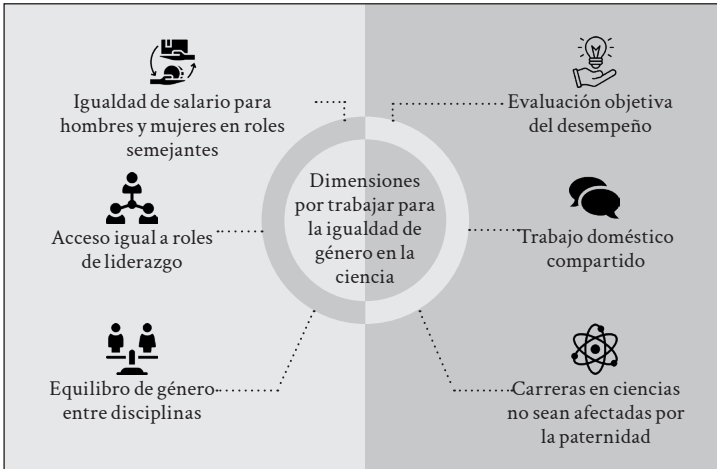 Igualdad de salario para
hombres y mujeres en roles
semejantes
Acceso igual a roles
de liderazgo
Equilibro de género
entre disciplinas
Dimensiones
por trabajar para
la igualdad de
género en la
ciencia
Evaluación objetiva
del desempeño
Trabajo doméstico
compartido
Carreras en ciencias
no sean afectadas por
la paternidad